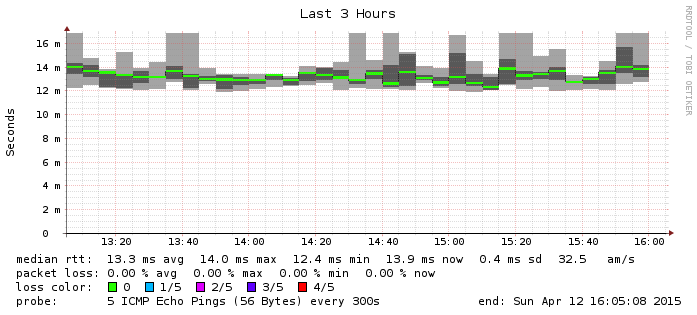 Last 3 Hours
RRDTOOL / TOBI OETIKER
Seconds
16 m
14 m
12 m
10 m
8 m
6 m
4 m
2 m
0
13:20 13:40 14:00 14:20 14:40 15:00 15:20 15:40 16:00
median rtt: 13.3 ms avg 14.0 ms max 12.4 ms min 13.9 ms now 0.4 ms sd 32.5 am/s
packet loss: 0.00 % avg 0.00 % max 0.00 % min 0.00 % now
loss color: 0 1/5 2/5 3/5 4/5
probe: 5 ICMP Echo Pings (56 Bytes) every 300s end: Sun Apr 12 16:05:08 2015